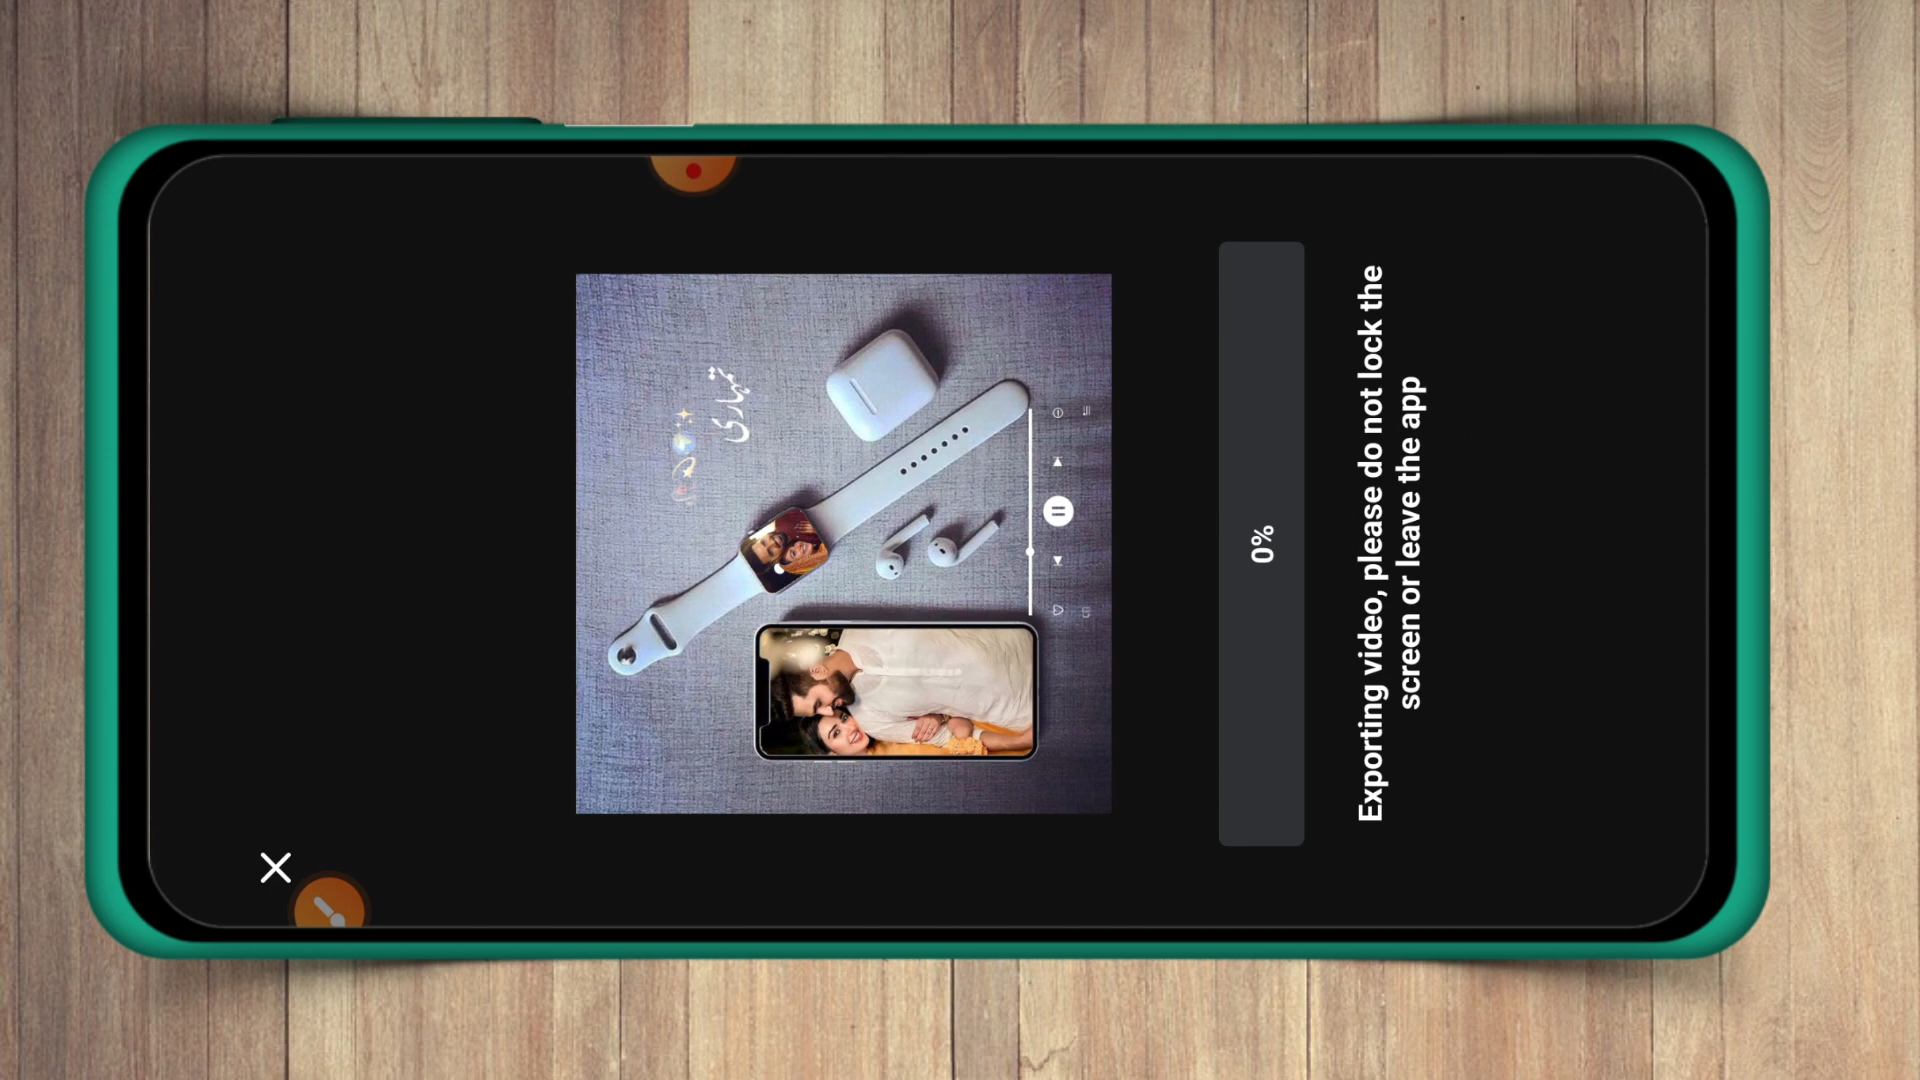 تمہاری
0%
Exporting video, please do not lock the
screen or leave the app